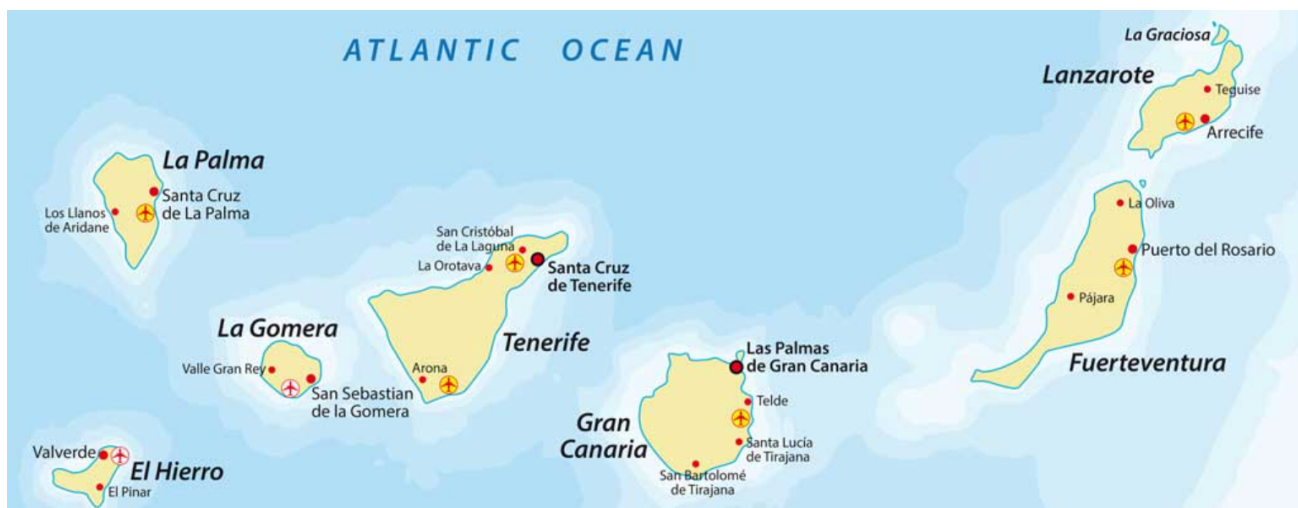 ATLANTIC OCEAN
La Graciosa
Lanzarote
Teguise
Arrecife
La Palma
Santa Cruz
de La Palma
Los Llanos
de Aridane
La Oliva
Puerto del Rosario
Pájara
Fuerteventura
San Cristóbal
de La Laguna
La Orotava
Santa Cruz
de Tenerife
Tenerife
Arona
La Gomera
Valle Gran Rey
San Sebastian
de la Gomera
Las Palmas
de Gran Canaria
Telde
Gran
Canaria
Santa Lucía
de Tirajana
San Bartolomé
de Tirajana
Valverde
El Hierro
El Pinar